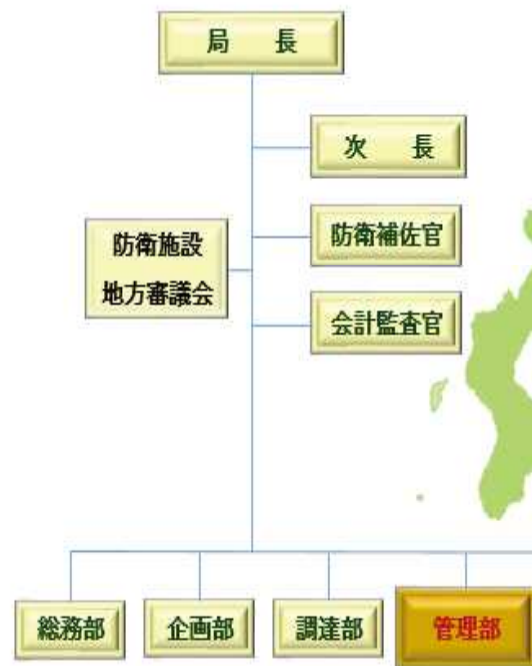 局　長
次　長
防衛施設
地方審議会
防衛補佐官
会計監査官
総務部
企画部
調達部
管理部